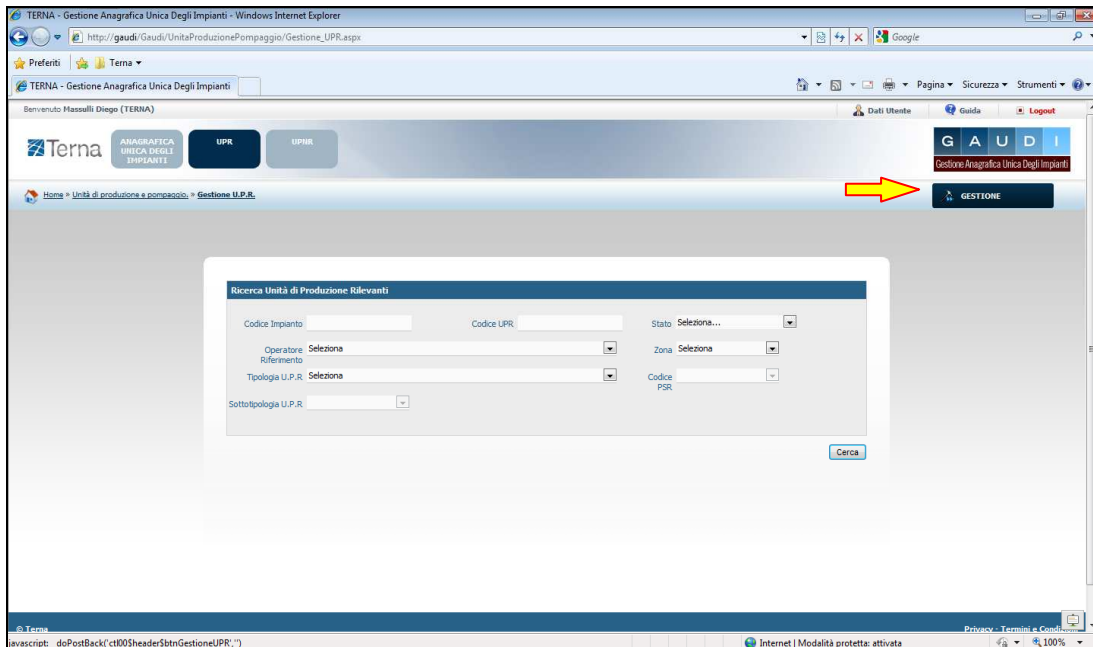 TERNA - Gestione Anagrafica Unica Degli Impianti - Windows Internet Explorer
http://gaudi/Gaudi/UnitaProduzionePompaggio/Gestione_UPR.aspx
Google
Preferiti
Terna
TERNA - Gestione Anagrafica Unica Degli Impianti
Pagina
Sicurezza
Strumenti
Benvenuto Massulli Diego (TERNA)
Dati Utente
Guida
Logout
Terna
ANAGRAFICA UNICA DEGLI IMPIANTI
UPR
UPNR
GAUDI
Gestione Anagrafica Unica Degli Impianti
Home » Unità di produzione e pompaggio. » Gestione U.P.R.
GESTIONE
Ricerca Unità di Produzione Rilevanti
Codice Impianto
Codice UPR
Stato Seleziona...
Operatore Riferimento Seleziona
Zona Seleziona
Tipologia U.P.R Seleziona
Codice PSR
Sottotipologia U.P.R
Cerca
© Terna
Privacy - Termini e
javascript:__doPostBack('ctl00$header$btnGestioneUPR','')
Internet | Modalità protetta: attivata
100%